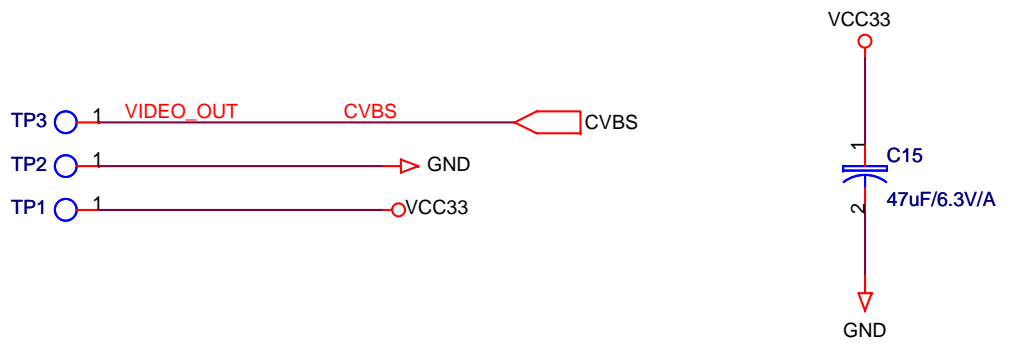 TP3 1 VIDEO_OUT CVBS CVBS
TP2 1 GND
TP1 1 VCC33
VCC33
1
C15
47uF/6.3V/A
2
GND